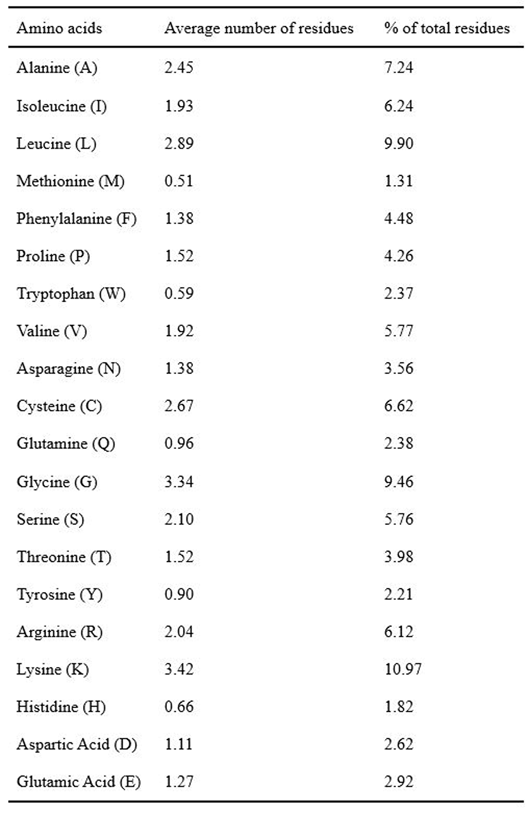 Amino acids Average number of residues % of total residues
Alanine (A) 2.45 7.24
Isoleucine (I) 1.93 6.24
Leucine (L) 2.89 9.90
Methionine (M) 0.51 1.31
Phenylalanine (F) 1.38 4.48
Proline (P) 1.52 4.26
Tryptophan (W) 0.59 2.37
Valine (V) 1.92 5.77
Asparagine (N) 1.38 3.56
Cysteine (C) 2.67 6.62
Glutamine (Q) 0.96 2.38
Glycine (G) 3.34 9.46
Serine (S) 2.10 5.76
Threonine (T) 1.52 3.98
Tyrosine (Y) 0.90 2.21
Arginine (R) 2.04 6.12
Lysine (K) 3.42 10.97
Histidine (H) 0.66 1.82
Aspartic Acid (D) 1.11 2.62
Glutamic Acid (E) 1.27 2.92